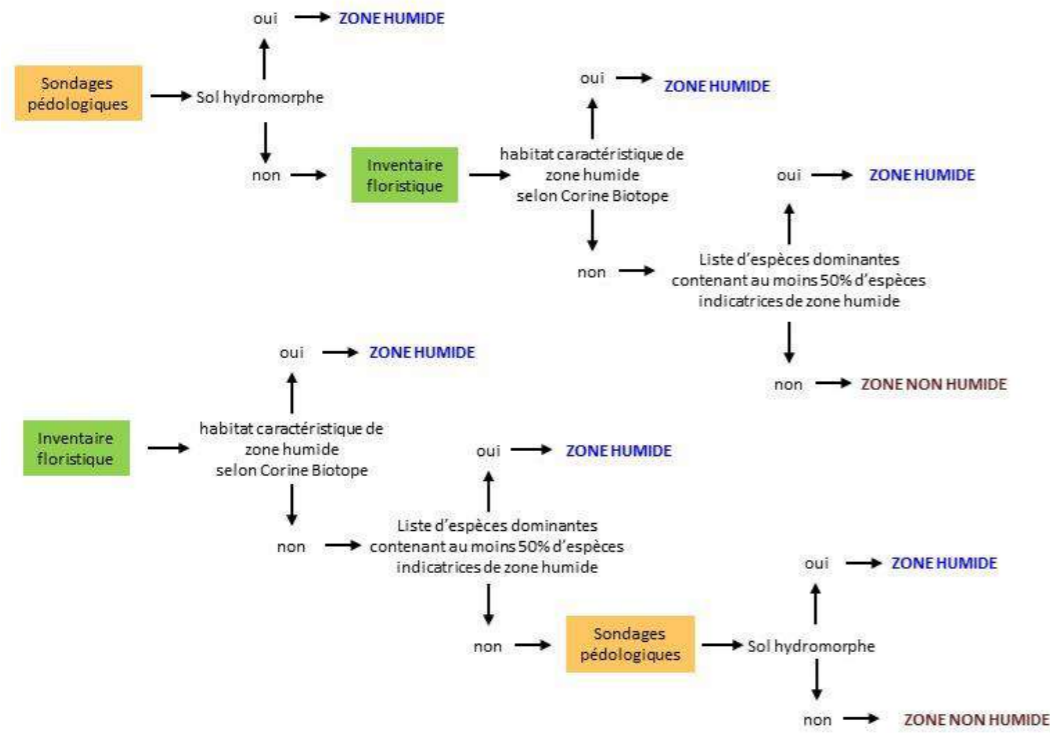 oui
ZONE HUMIDE
Sondages
pédologiques
Sol hydromorphe
non
Inventaire
floristique
oui
ZONE HUMIDE
habitat caractéristique de
zone humide
selon Corine Biotope
non
oui
ZONE HUMIDE
Liste d'espèces dominantes
contenant au moins 50% d'espèces
indicatrices de zone humide
non
ZONE NON HUMIDE
oui
ZONE HUMIDE
Inventaire
floristique
habitat caractéristique de
zone humide
selon Corine Biotope
non
oui
ZONE HUMIDE
Liste d'espèces dominantes
contenant au moins 50% d'espèces
indicatrices de zone humide
non
Sondages
pédologiques
oui
ZONE HUMIDE
Sol hydromorphe
non
ZONE NON HUMIDE